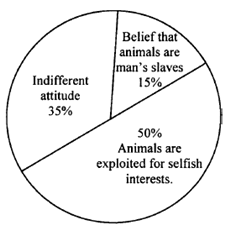 Belief that
animals are
man's slaves
15%
Indifferent
attitude
35%
50%
Animals are
exploited for selfish
interests.